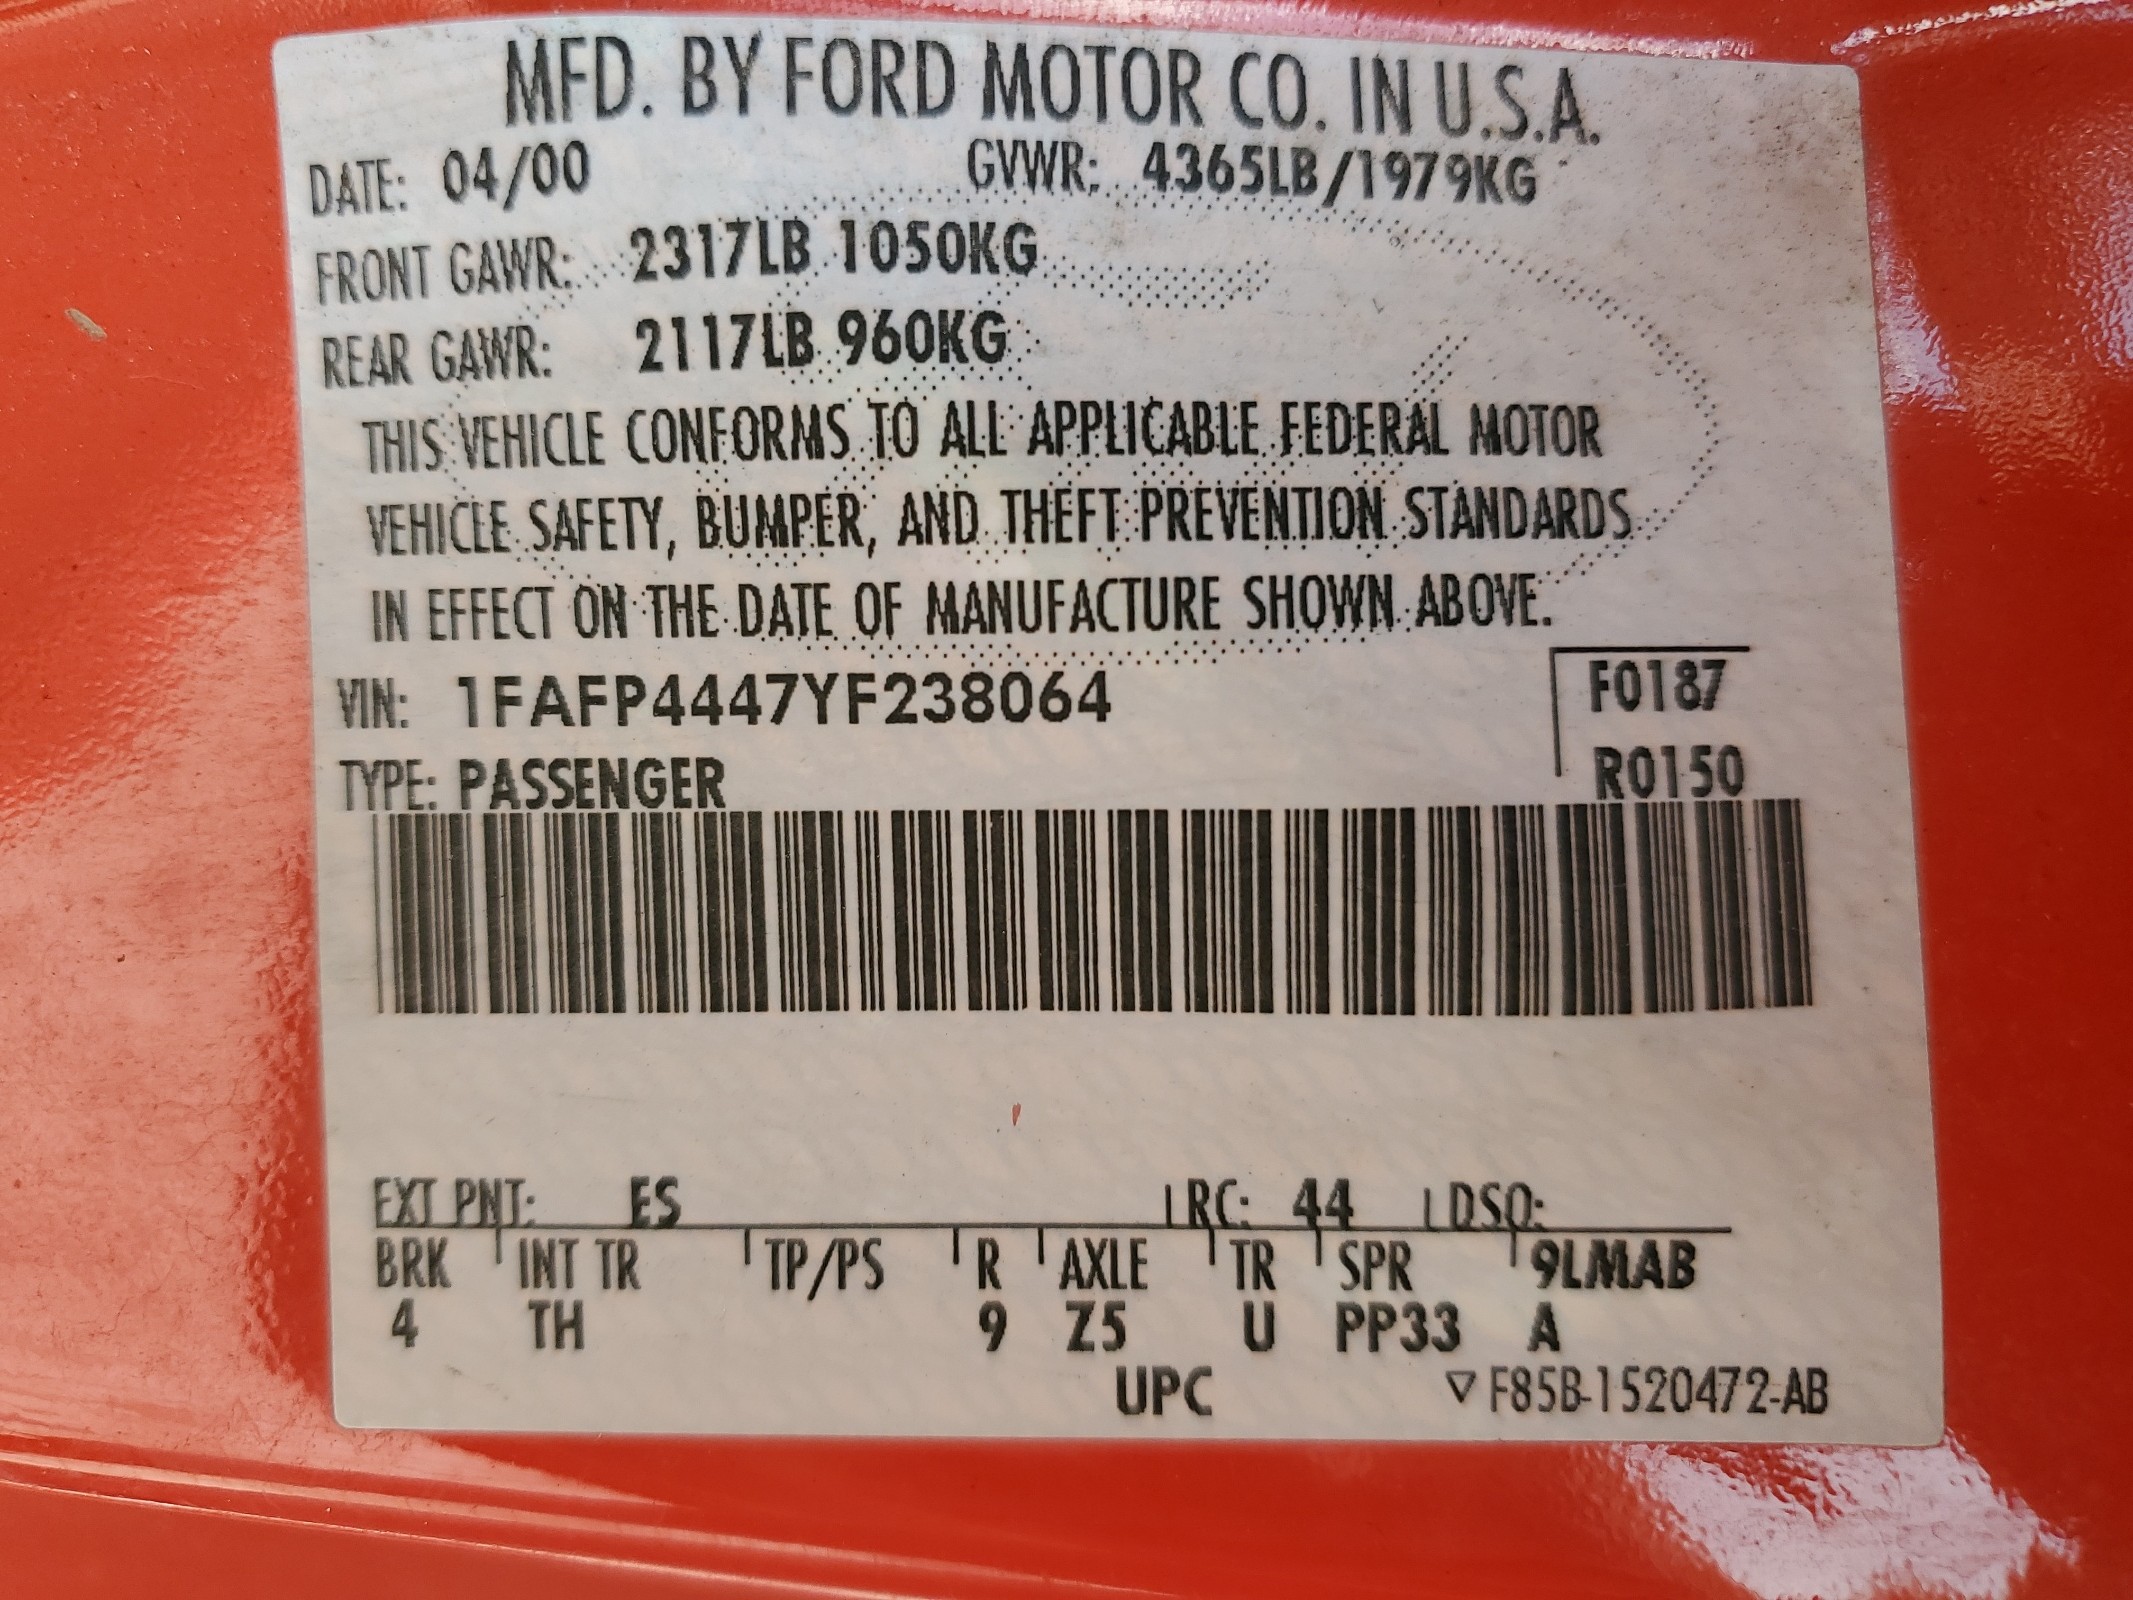 MFD. BY FORD MOTOR CO. IN U.S.A.
DATE: 04/00 GVWR: 4365LB/1979KG
FRONT GAWR: 2317LB 1050KG
REAR GAWR: 2117LB 960KG
THIS VEHICLE CONFORMS TO ALL APPLICABLE FEDERAL MOTOR
VEHICLE SAFETY, BUMPER, AND THEFT PREVENTION STANDARDS
IN EFFECT ON THE DATE OF MANUFACTURE SHOWN ABOVE.
VIN: 1FAFP4447YF238064 F0187
TYPE: PASSENGER R0150
EXT PNT: ES RC: 44 DSO:
BRK INT TR TP/PS R AXLE TR SPR 9LMAB
4 TH 9 Z5 U PP33 A
UPC ▽F85B-1520472-AB